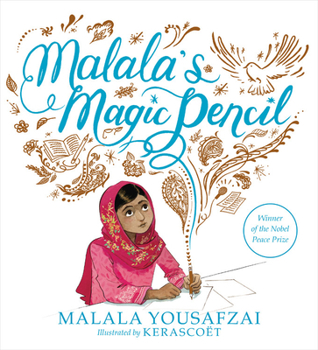 Malala's
Magic Pencil
Winner
of the Nobel
Peace Prize
MALALA YOUSAFZAI
Illustrated by KERASCOËT